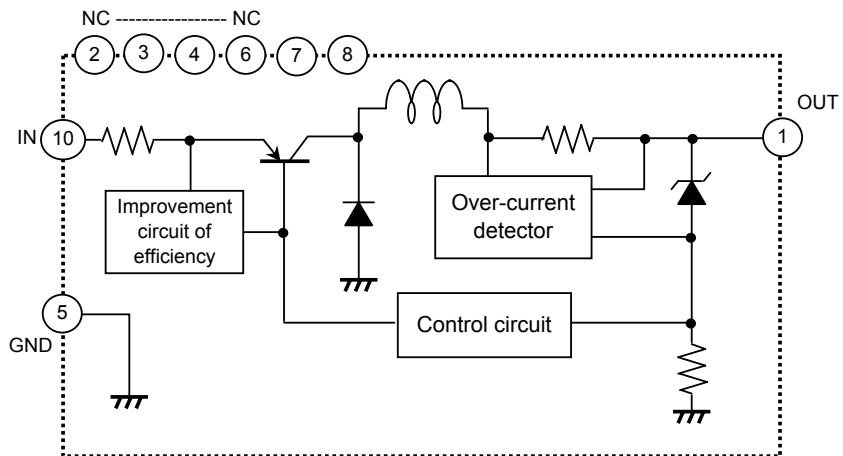 NC ---------------- NC
2 3 4 6 7 8
OUT
IN 10
1
Improvement
circuit of
efficiency
Over-current
detector
5
GND
Control circuit